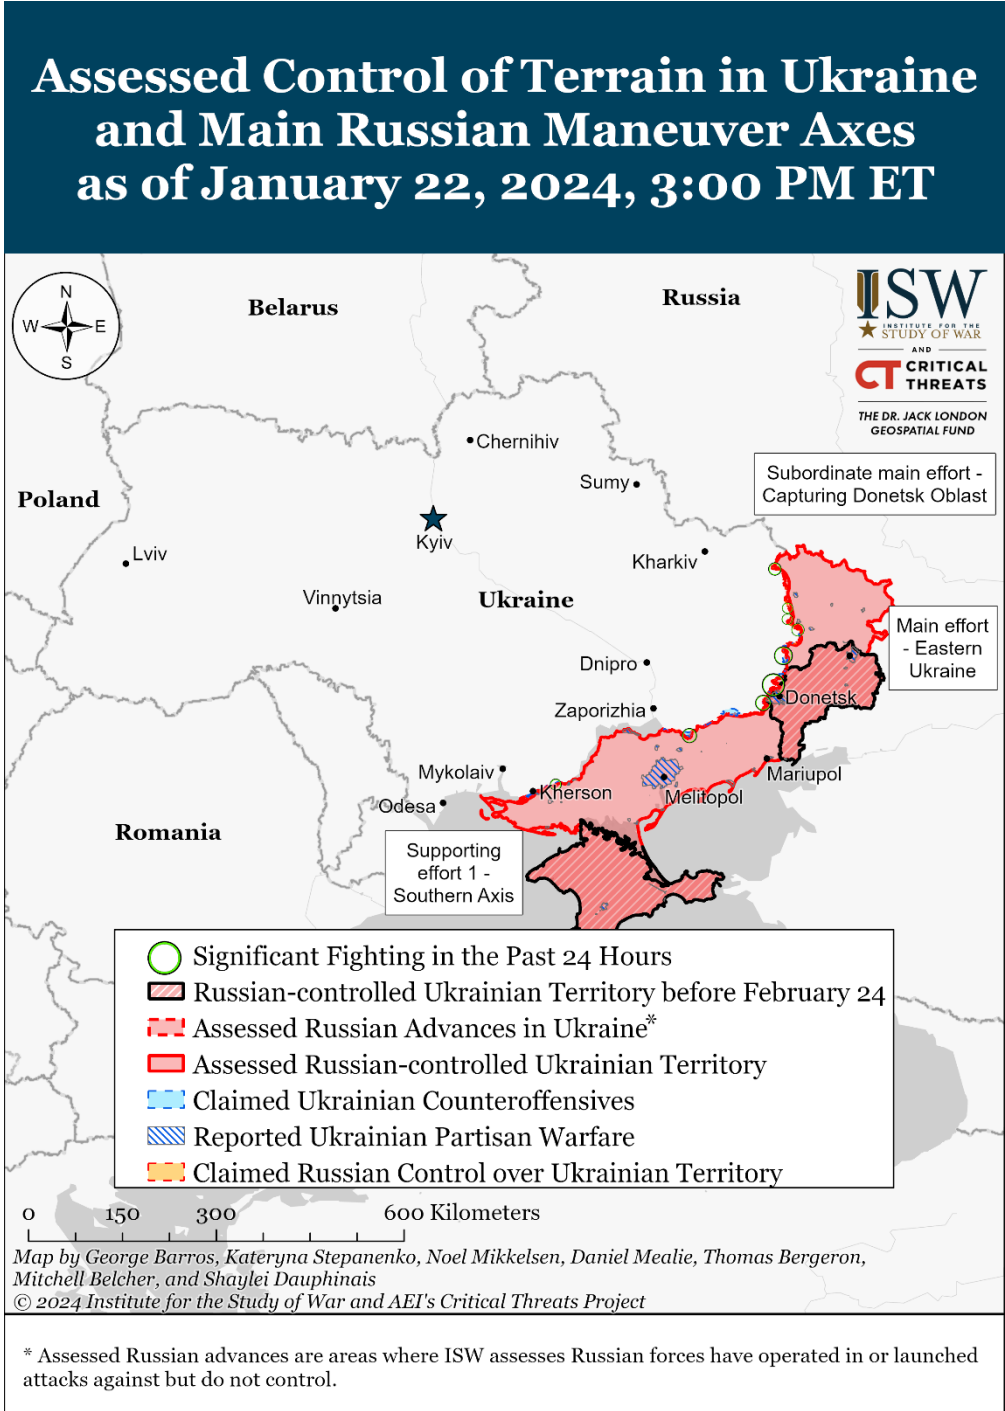 Assessed Control of Terrain in Ukraine
and Main Russian Maneuver Axes
as of January 22, 2024, 3:00 PM ET
N
W
E
S
Belarus
Russia
ISW
INSTITUTE FOR THE
STUDY OF WAR
AND
CT CRITICAL
THREATS
THE DR. JACK LONDON
GEOSPATIAL FUND
Chernihiv
Subordinate main effort -
Capturing Donetsk Oblast
Sumy
Poland
Kyiv
Lviv
Kharkiv
Vinnytsia
Ukraine
Main effort
- Eastern
Ukraine
Dnipro
Donetsk
Zaporizhia
Mykolaiv
Mariupol
Kherson
Melitopol
Odesa
Romania
Supporting
effort 1 -
Southern Axis
Significant Fighting in the Past 24 Hours
Russian-controlled Ukrainian Territory before February 24
Assessed Russian Advances in Ukraine*
Assessed Russian-controlled Ukrainian Territory
Claimed Ukrainian Counteroffensives
Reported Ukrainian Partisan Warfare
Claimed Russian Control over Ukrainian Territory
0 150 300 600 Kilometers
Map by George Barros, Kateryna Stepanenko, Noel Mikkelsen, Daniel Mealie, Thomas Bergeron,
Mitchell Belcher, and Shaylei Dauphinais
© 2024 Institute for the Study of War and AEI's Critical Threats Project
* Assessed Russian advances are areas where ISW assesses Russian forces have operated in or launched
attacks against but do not control.